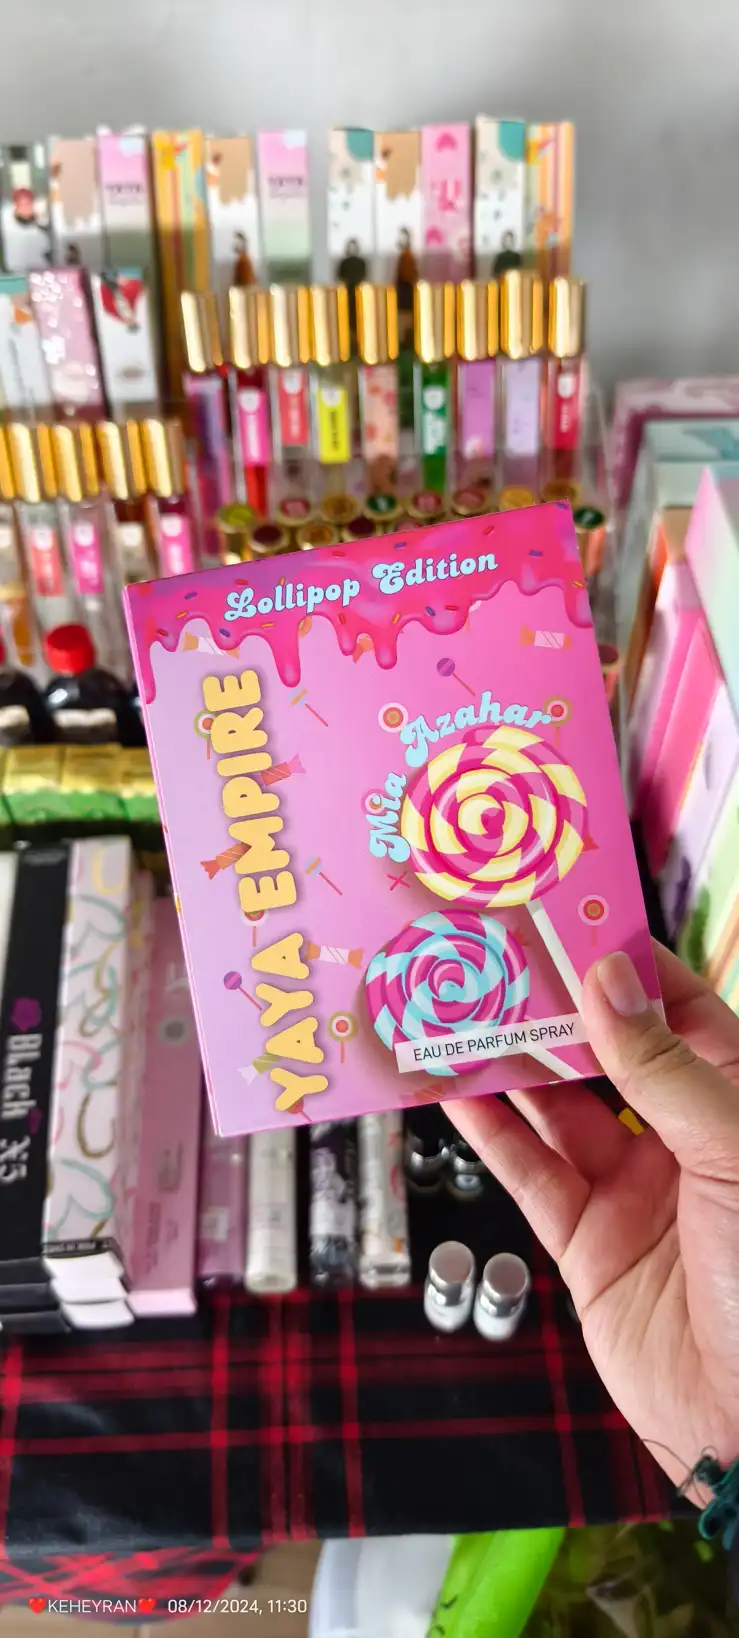 Lollipop Edition
YAYA EMPIRE
Mia Azahar
EAU DE PARFUM SPRAY
BLack X5
❤️KEHEYRAN❤️ 08/12/2024, 11:30